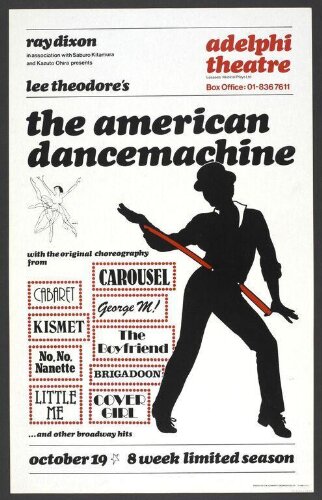 ray dixon
in association with Saburo Kitamura
and Kazuto Ohira presents
adelphi
theatre
Box Office: 01-836 7611
lee theodore's
the american
dancemachine
with the original choreography
from
CABARET
CAROUSEL
George M!
KISMET
The
Boyfriend
No, No,
Nanette
BRIGADOON
LITTLE
ME
COVER
GIRL
...and other broadway hits
october 19 ☆ 8 week limited season